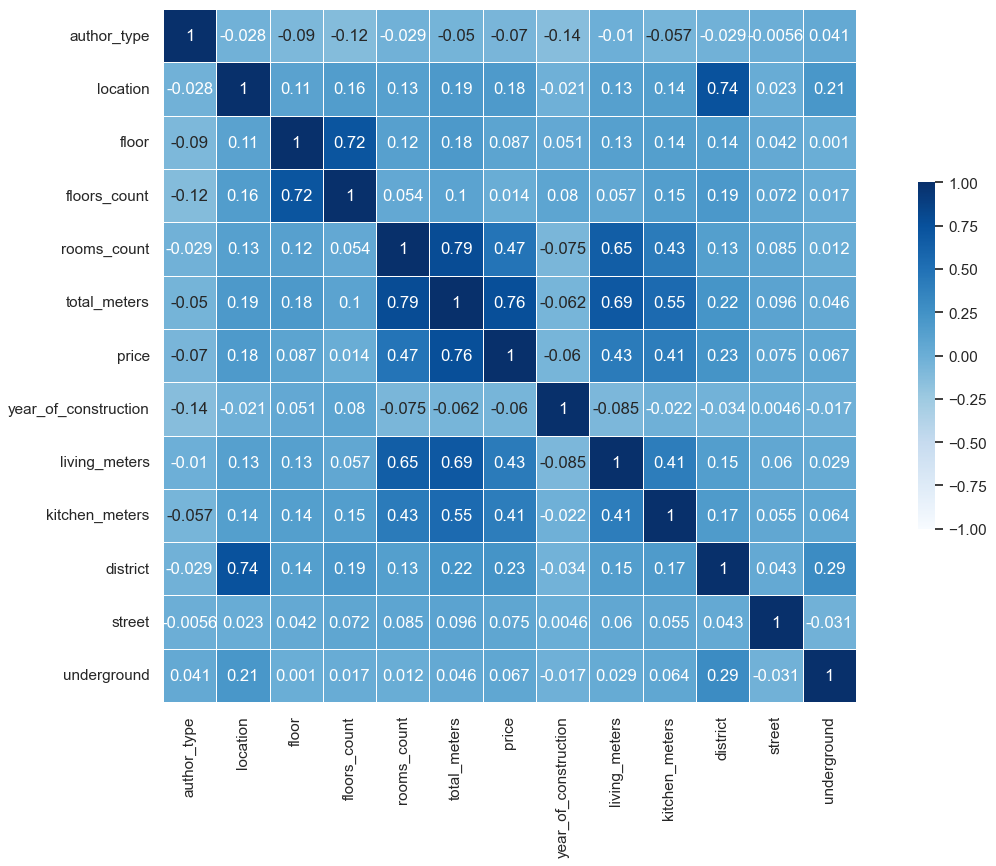 author_type 1 -0.028 -0.09 -0.12 -0.029 -0.05 -0.07 -0.14 -0.01 -0.057 -0.029 -0.0056 0.041
location -0.028 1 0.11 0.16 0.13 0.19 0.18 -0.021 0.13 0.14 0.74 0.023 0.21
floor -0.09 0.11 1 0.72 0.12 0.18 0.087 0.051 0.13 0.14 0.14 0.042 0.001
floors_count -0.12 0.16 0.72 1 0.054 0.1 0.014 0.08 0.057 0.15 0.19 0.072 0.017
rooms_count -0.029 0.13 0.12 0.054 1 0.79 0.47 -0.075 0.65 0.43 0.13 0.085 0.012
total_meters -0.05 0.19 0.18 0.1 0.79 1 0.76 -0.062 0.69 0.55 0.22 0.096 0.046
price -0.07 0.18 0.087 0.014 0.47 0.76 1 -0.06 0.43 0.41 0.23 0.075 0.067
year_of_construction -0.14 -0.021 0.051 0.08 -0.075 -0.062 -0.06 1 -0.085 -0.022 -0.034 0.0046 -0.017
living_meters -0.01 0.13 0.13 0.057 0.65 0.69 0.43 -0.085 1 0.41 0.15 0.06 0.029
kitchen_meters -0.057 0.14 0.14 0.15 0.43 0.55 0.41 -0.022 0.41 1 0.17 0.055 0.064
district -0.029 0.74 0.14 0.19 0.13 0.22 0.23 -0.034 0.15 0.17 1 0.043 0.29
street -0.0056 0.023 0.042 0.072 0.085 0.096 0.075 0.0046 0.06 0.055 0.043 1 -0.031
underground 0.041 0.21 0.001 0.017 0.012 0.046 0.067 -0.017 0.029 0.064 0.29 -0.031 1
author_type
location
floor
floors_count
rooms_count
total_meters
price
year_of_construction
living_meters
kitchen_meters
district
street
underground
1.00
0.75
0.50
0.25
0.00
−0.25
−0.50
−0.75
−1.00